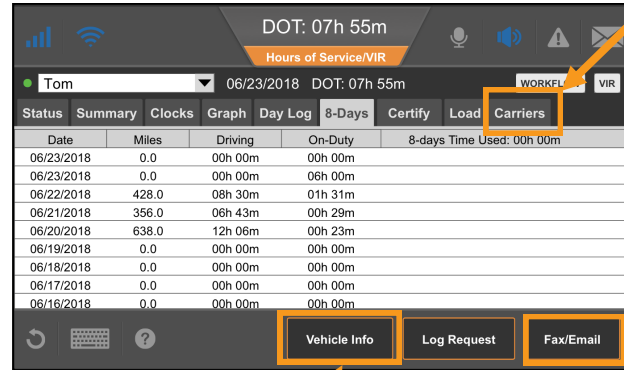 DOT: 07h 55m
Hours of Service/VIR
Tom 06/23/2018 DOT: 07h 55m WORKFLOW VIR
Status Summary Clocks Graph Day Log 8-Days Certify Load Carriers
Date Miles Driving On-Duty 8-days Time Used: 00h 00m
06/23/2018 0.0 00h 00m 00h 00m
06/23/2018 0.0 00h 00m 06h 00m
06/22/2018 428.0 08h 30m 01h 31m
06/21/2018 356.0 06h 43m 00h 29m
06/20/2018 638.0 12h 06m 00h 23m
06/19/2018 0.0 00h 00m 00h 00m
06/18/2018 0.0 00h 00m 00h 00m
06/17/2018 0.0 00h 00m 00h 00m
06/16/2018 0.0 00h 00m 00h 00m
Vehicle Info Log Request Fax/Email